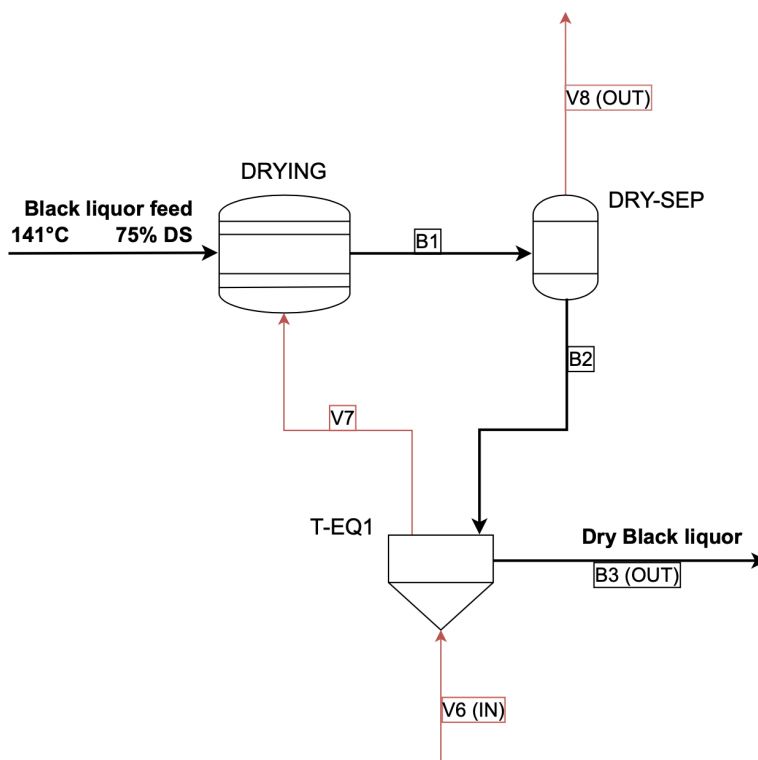 V8 (OUT)
DRYING
DRY-SEP
Black liquor feed
141°C 75% DS
B1
B2
V7
T-EQ1
Dry Black liquor
B3 (OUT)
V6 (IN)